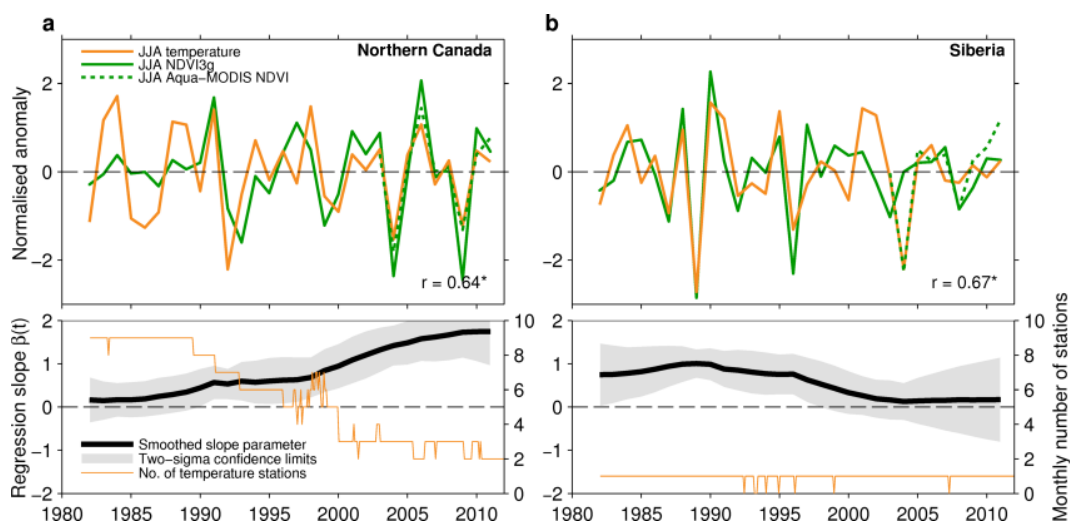 a
b
JJA temperature
JJA NDVI3g
JJA Aqua−MODIS NDVI
Northern Canada
Siberia
Normalised anomaly
2
0
−2
r = 0.64*
r = 0.67*
Regression slope β(t)
2
1
0
−1
−2
Smoothed slope parameter
Two−sigma confidence limits
No. of temperature stations
10
8
6
4
2
0
2
1
0
−1
−2
10
8
6
4
2
0
Monthly number of stations
1980 1985 1990 1995 2000 2005 2010
1980 1985 1990 1995 2000 2005 2010